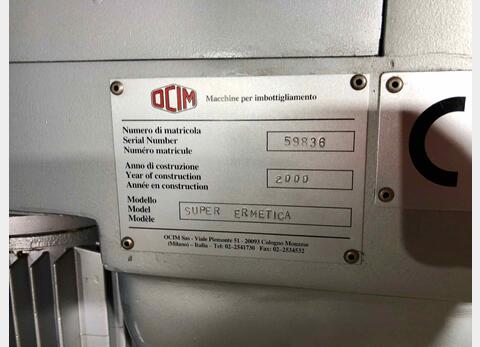 OCIM Macchine per imbottigliamento
Numero di matricola
Serial Number 59836
Numéro matricule
Anno di costruzione
Year of construction 2000
Année en construction
Modello
Model SUPER ERMETICA
Modèle
OCIM Sas - Viale Piemonte 51 - 20093 Cologno Monzese
(Milano) - Italia - Tel: 02-2541730 Fax: 02-2534532
C